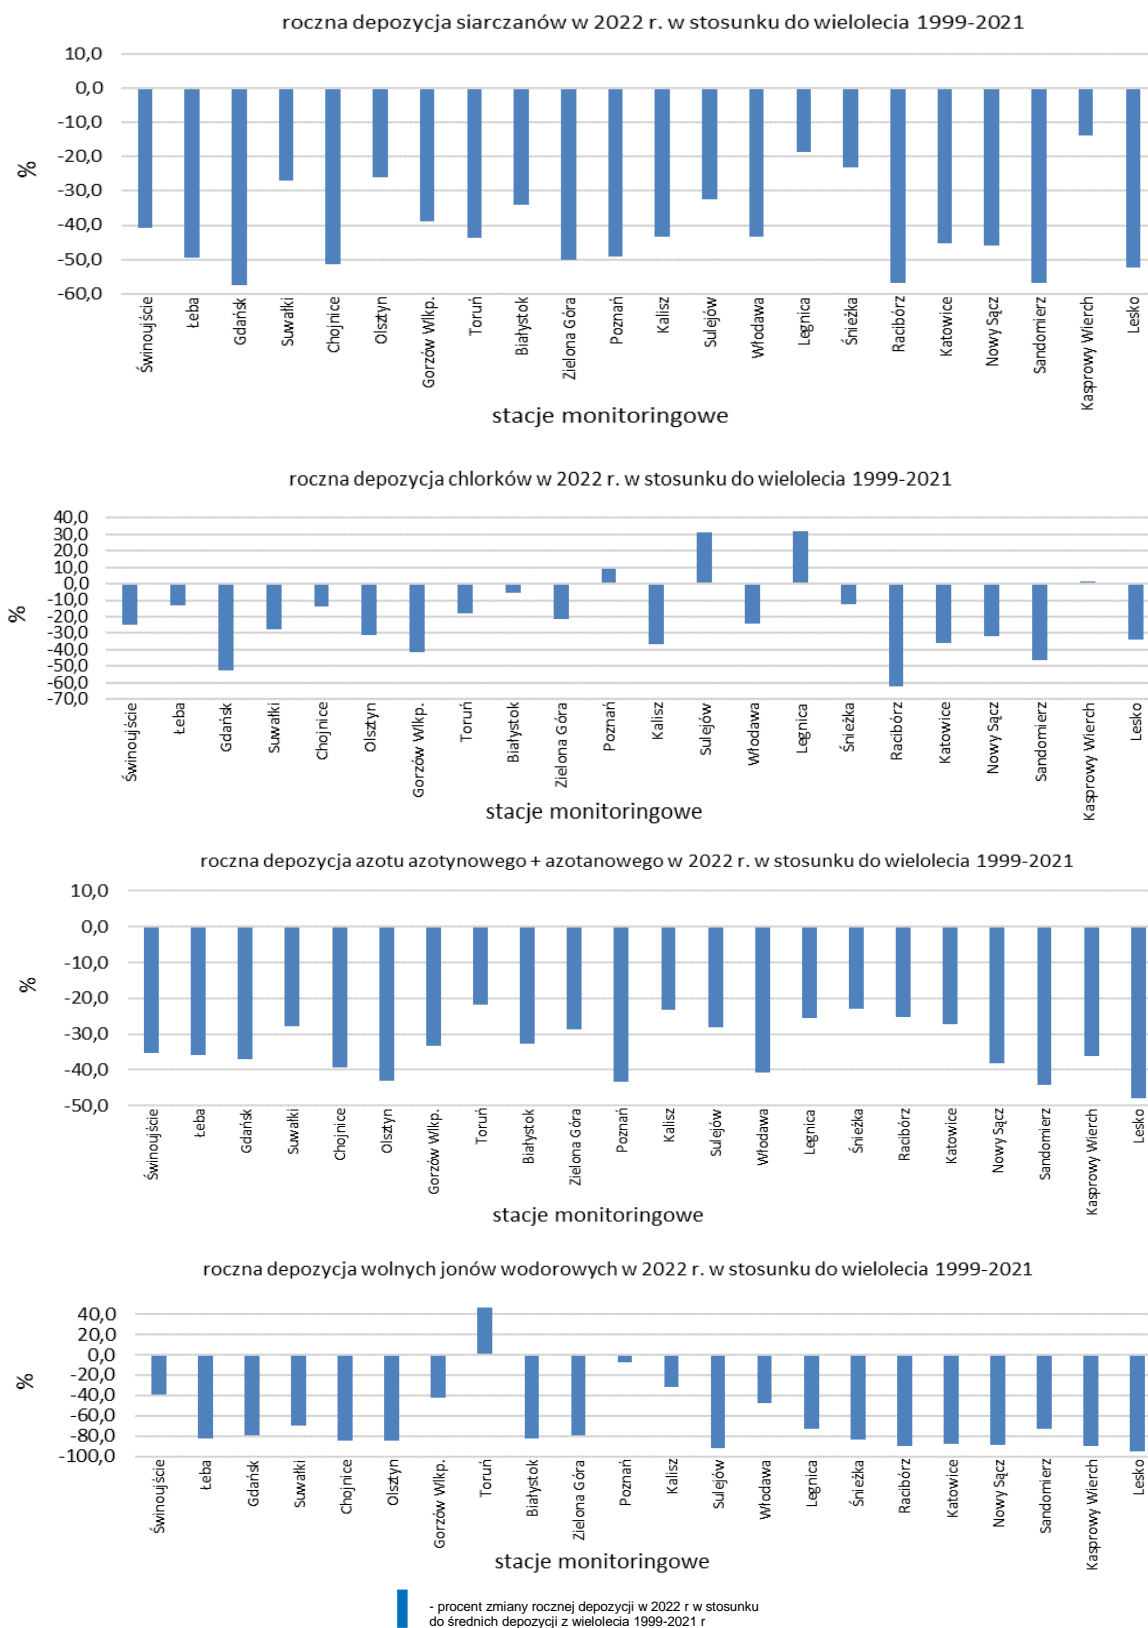 roczna depozycja siarczanów w 2022 r. w stosunku do wielolecia 1999-2021
10,0
0,0
-10,0
-20,0
-30,0
-40,0
-50,0
-60,0
%
Świnoujście
Łeba
Gdańsk
Suwałki
Chojnice
Olsztyn
Gorzów Wlkp.
Toruń
Białystok
Zielona Góra
Poznań
Kalisz
Sulejów
Włodawa
Legnica
Śnieżka
Racibórz
Katowice
Nowy Sącz
Sandomierz
Kasprowy Wierch
Lesko
stacje monitoringowe
roczna depozycja chlorków w 2022 r. w stosunku do wielolecia 1999-2021
40,0
30,0
20,0
10,0
0,0
-10,0
-20,0
-30,0
-40,0
-50,0
-60,0
-70,0
%
Świnoujście
Łeba
Gdańsk
Suwałki
Chojnice
Olsztyn
Gorzów Wlkp.
Toruń
Białystok
Zielona Góra
Poznań
Kalisz
Sulejów
Włodawa
Legnica
Śnieżka
Racibórz
Katowice
Nowy Sącz
Sandomierz
Kasprowy Wierch
Lesko
stacje monitoringowe
roczna depozycja azotu azotynowego + azotanowego w 2022 r. w stosunku do wielolecia 1999-2021
10,0
0,0
-10,0
-20,0
-30,0
-40,0
-50,0
%
Świnoujście
Łeba
Gdańsk
Suwałki
Chojnice
Olsztyn
Gorzów Wlkp.
Toruń
Białystok
Zielona Góra
Poznań
Kalisz
Sulejów
Włodawa
Legnica
Śnieżka
Racibórz
Katowice
Nowy Sącz
Sandomierz
Kasprowy Wierch
Lesko
stacje monitoringowe
roczna depozycja wolnych jonów wodorowych w 2022 r. w stosunku do wielolecia 1999-2021
40,0
20,0
0,0
-20,0
-40,0
-60,0
-80,0
-100,0
%
Świnoujście
Łeba
Gdańsk
Suwałki
Chojnice
Olsztyn
Gorzów Wlkp.
Toruń
Białystok
Zielona Góra
Poznań
Kalisz
Sulejów
Włodawa
Legnica
Śnieżka
Racibórz
Katowice
Nowy Sącz
Sandomierz
Kasprowy Wierch
Lesko
stacje monitoringowe
- procent zmiany rocznej depozycji w 2022 r w stosunku
do średnich depozycji z wielolecia 1999-2021 r